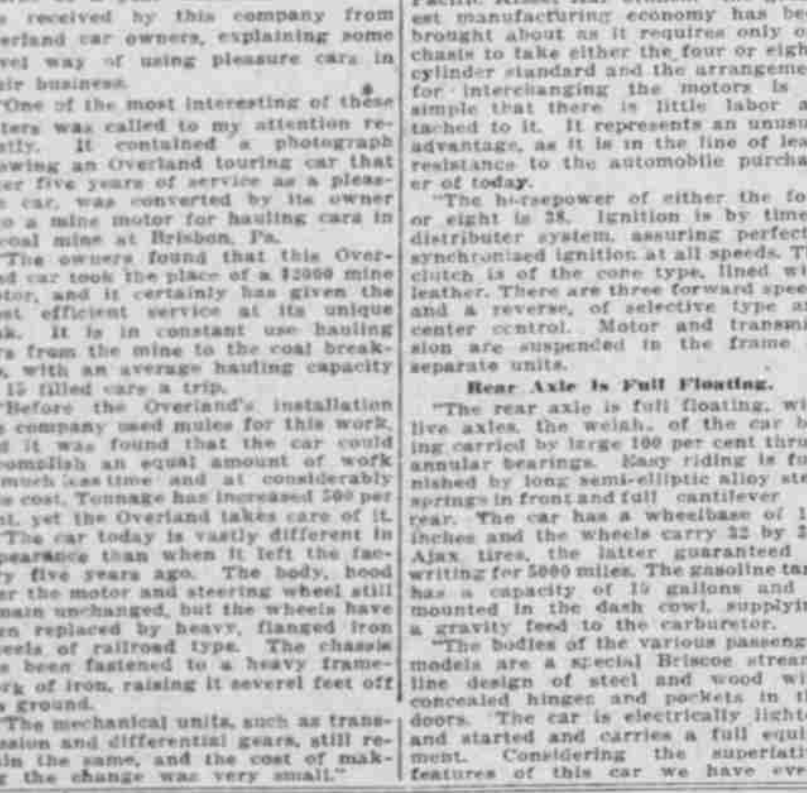 s received by this company from
erland car owners, explaining some
vel way of using pleasure cars in
eir business.
"One of the most interesting of these
tters was called to my attention re-
ntly. It contained a photograph
owing an Overland touring car that
ter five years of service as a pleas-
e car, was converted by its owner
o a mine motor for hauling cars in
coal mine at Brisbon, Pa.
"The owners found that this Over-
nd car took the place of a $2000 mine
otor, and it certainly has given the
ost efficient service at its unique
sk. It is in constant use hauling
rs from the mine to the coal break-
, with an average hauling capacity
15 filled cars a trip.
"Before the Overland's installation
e company used mules for this work,
d it was found that the car could
complish an equal amount of work
much less time and at considerably
ss cost. Tonnage has increased 500 per
nt, yet the Overland takes care of it.
"The car today is vastly different in
pearance than when it left the fac-
ry five years ago. The body, hood
er the motor and steering wheel still
main unchanged, but the wheels have
en replaced by heavy, flanged iron
eels of railroad type. The chassis
s been fastened to a heavy frame-
ork of iron, raising it severel feet off
e ground.
"The mechanical units, such as trans-
ssion and differential gears, still re-
ain the same, and the cost of mak-
g the change was very small."
est manufacturing economy has be
brought about as it requires only o
chasis to take either the four or eigh
cylinder standard and the arrangeme
for interchanging the motors is
simple that there is little labor a
tached to it. It represents an unusu
advantage, as it is in the line of lea
resistance to the automobile purcha
er of today.
"The horsepower of either the fo
or eight is 38. Ignition is by time
distributer system, assuring perfect
synchronized ignition at all speeds. T
clutch is of the cone type, lined wi
leather. There are three forward spee
and a reverse, of selective type a
center control. Motor and transmi
sion are suspended in the frame
separate units.
Rear Axle Is Full Floating.
"The rear axle is full floating, wi
live axles, the weigh, of the car b
ing carried by large 100 per cent thru
annular bearings. Easy riding is fu
nished by long semi-elliptic alloy ste
springs in front and full cantilever
rear. The car has a wheelbase of 1
inches and the wheels carry 32 by
Ajax tires, the latter guaranteed
writing for 5000 miles. The gasoline tan
has a capacity of 15 gallons and
mounted in the dash cowl, supplyin
a gravity feed to the carburetor.
"The bodies of the various passeng
models are a special Briscoe stream
line design of steel and wood wi
concealed hinges and pockets in t
doors. The car is electrically light
and started and carries a full equi
ment. Considering the superlati
features of this car we have eve